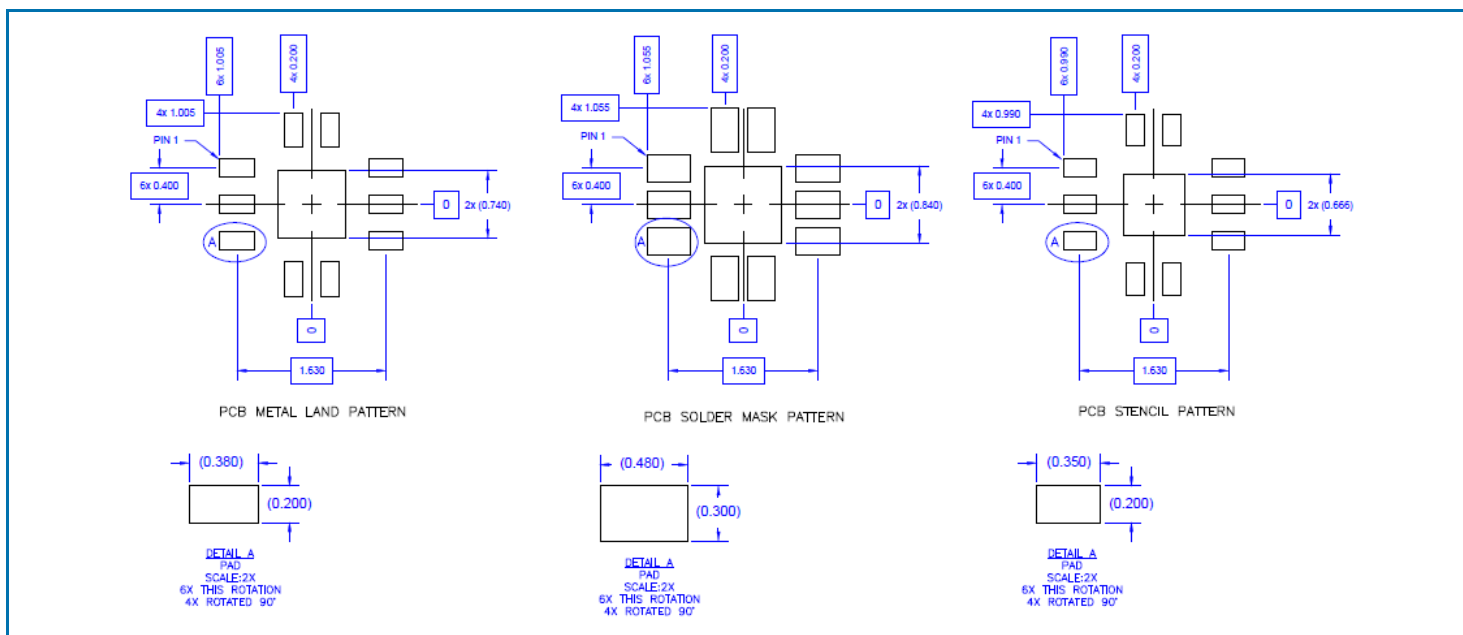 6x 1.005
4x 0.200
4x 1.005
PIN 1
6x 0.400
0
2x (0.740)
A
0
1.630
PCB METAL LAND PATTERN
(0.380)
(0.200)
DETAIL A
PAD
SCALE:2X
6X THIS ROTATION
4X ROTATED 90°
6x 1.055
4x 0.200
4x 1.055
PIN 1
6x 0.400
0
2x (0.840)
A
0
1.630
PCB SOLDER MASK PATTERN
(0.480)
(0.300)
DETAIL A
PAD
SCALE:2X
6X THIS ROTATION
4X ROTATED 90°
6x 0.990
4x 0.200
4x 0.990
PIN 1
6x 0.400
0
2x (0.666)
A
0
1.630
PCB STENCIL PATTERN
(0.350)
(0.200)
DETAIL A
PAD
SCALE:2X
6X THIS ROTATION
4X ROTATED 90°